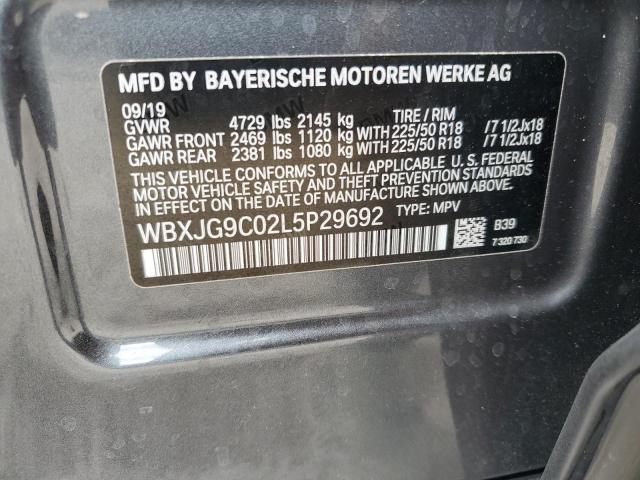 MFD BY BAYERISCHE MOTOREN WERKE AG
09/19
GVWR 4729 lbs 2145 kg TIRE / RIM
GAWR FRONT 2469 lbs 1120 kg WITH 225/50 R18 /7 1/2Jx18
GAWR REAR 2381 lbs 1080 kg WITH 225/50 R18 /7 1/2Jx18
THIS VEHICLE CONFORMS TO ALL APPLICABLE U. S. FEDERAL
MOTOR VEHICLE SAFETY, BUMPER, AND THEFT PREVENTION STANDARDS
IN EFFECT ON THE DATE OF MANUFACTURE SHOWN ABOVE.
WBXJG9C02L5P29692 TYPE: MPV
B39
7 320 730